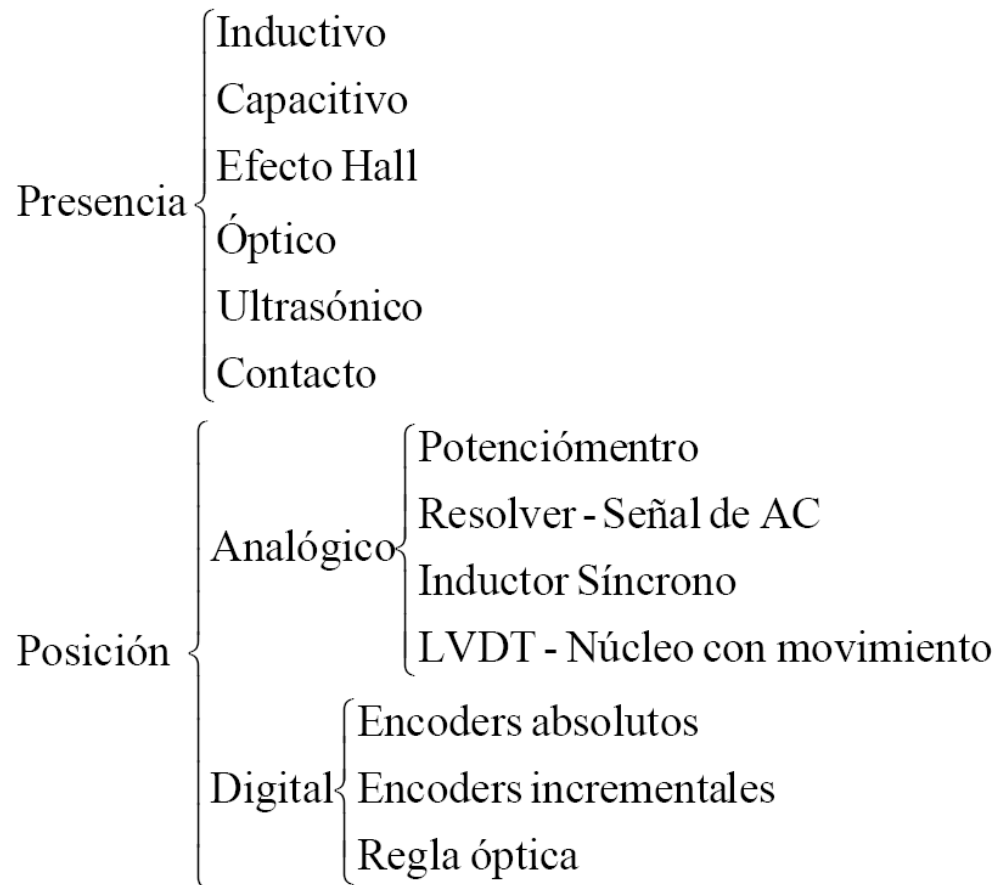 Presencia
Inductivo
Capacitivo
Efecto Hall
Óptico
Ultrasónico
Contacto
Posición
Analógico
Potenciómentro
Resolver - Señal de AC
Inductor Síncrono
LVDT - Núcleo con movimiento
Digital
Encoders absolutos
Encoders incrementales
Regla óptica